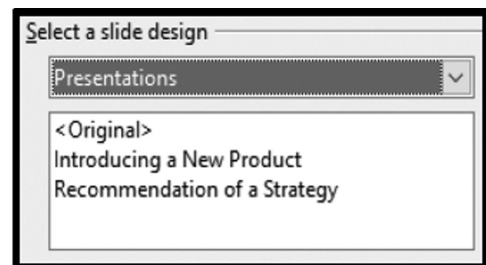 Select a slide design
Presentations
<Original>
Introducing a New Product
Recommendation of a Strategy